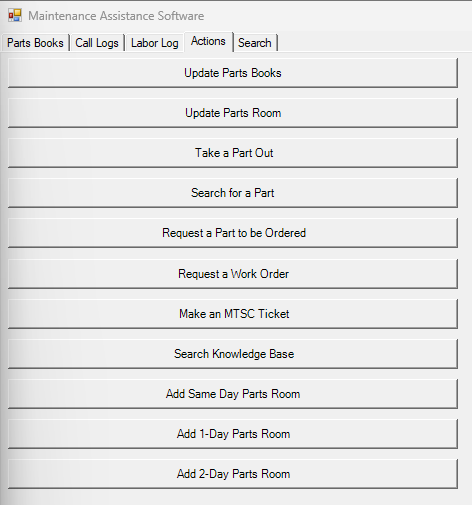 Maintenance Assistance Software
Parts Books Call Logs Labor Log Actions Search
Update Parts Books
Update Parts Room
Take a Part Out
Search for a Part
Request a Part to be Ordered
Request a Work Order
Make an MTSC Ticket
Search Knowledge Base
Add Same Day Parts Room
Add 1-Day Parts Room
Add 2-Day Parts Room